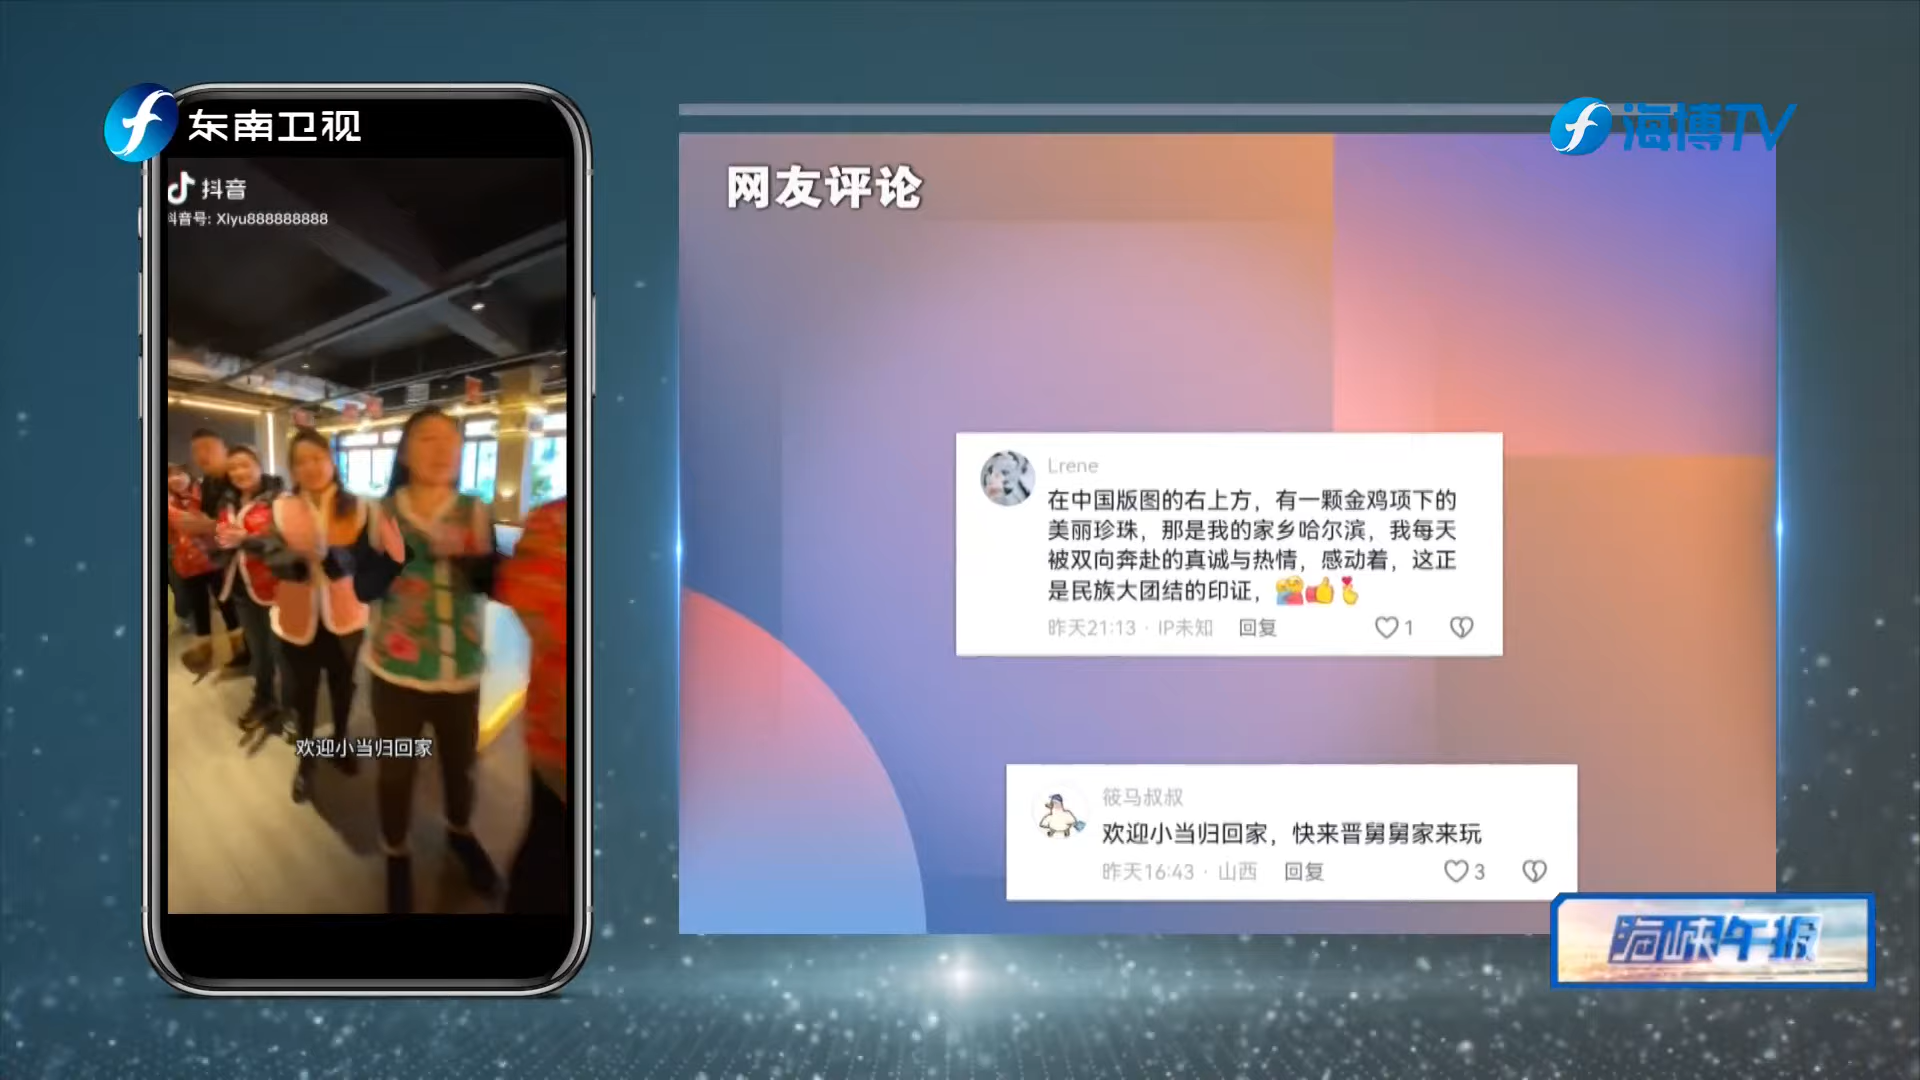 东南卫视
海博TV
抖音
抖音号: XIyu888888888
欢迎小当归回家
网友评论
Lrene
在中国版图的右上方，有一颗金鸡项下的
美丽珍珠，那是我的家乡哈尔滨，我每天
被双向奔赴的真诚与热情，感动着，这正
是民族大团结的印证，
昨天21:13 · IP未知 回复
1
筱马叔叔
欢迎小当归回家，快来晋舅舅家来玩
昨天16:43 · 山西 回复
3
海峡午报